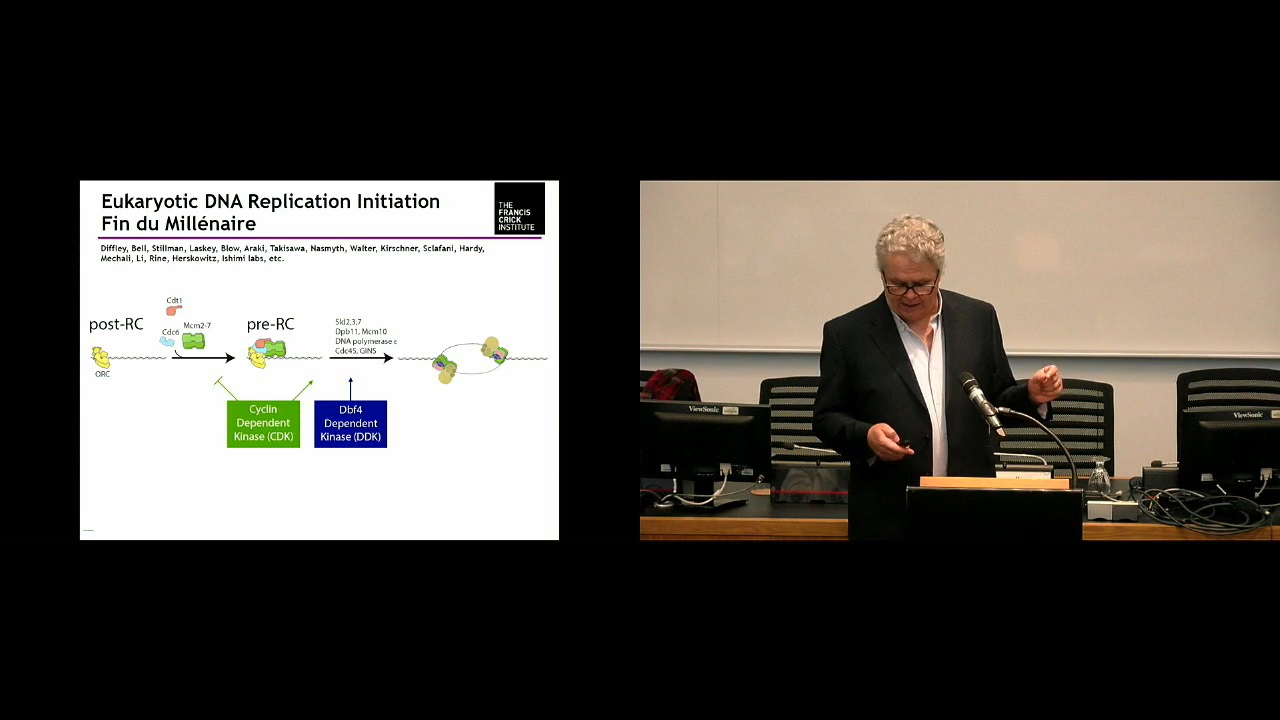 Eukaryotic DNA Replication Initiation
Fin du Millénaire
THE
FRANCIS
CRICK
INSTITUTE
Diffley, Bell, Stillman, Laskey, Blow, Araki, Takisawa, Nasmyth, Walter, Kirschner, Sclafani, Hardy,
Mechali, Li, Rine, Herskowitz, Ishimi labs, etc.
Cdt1
post-RC
Cdc6
Mcm2-7
ORC
pre-RC
Sld2,3,7
Dpb11, Mcm10
DNA polymerase ε
Cdc45, GINS
Cyclin
Dependent
Kinase (CDK)
Dbf4
Dependent
Kinase (DDK)
ViewSonic
ViewSonic